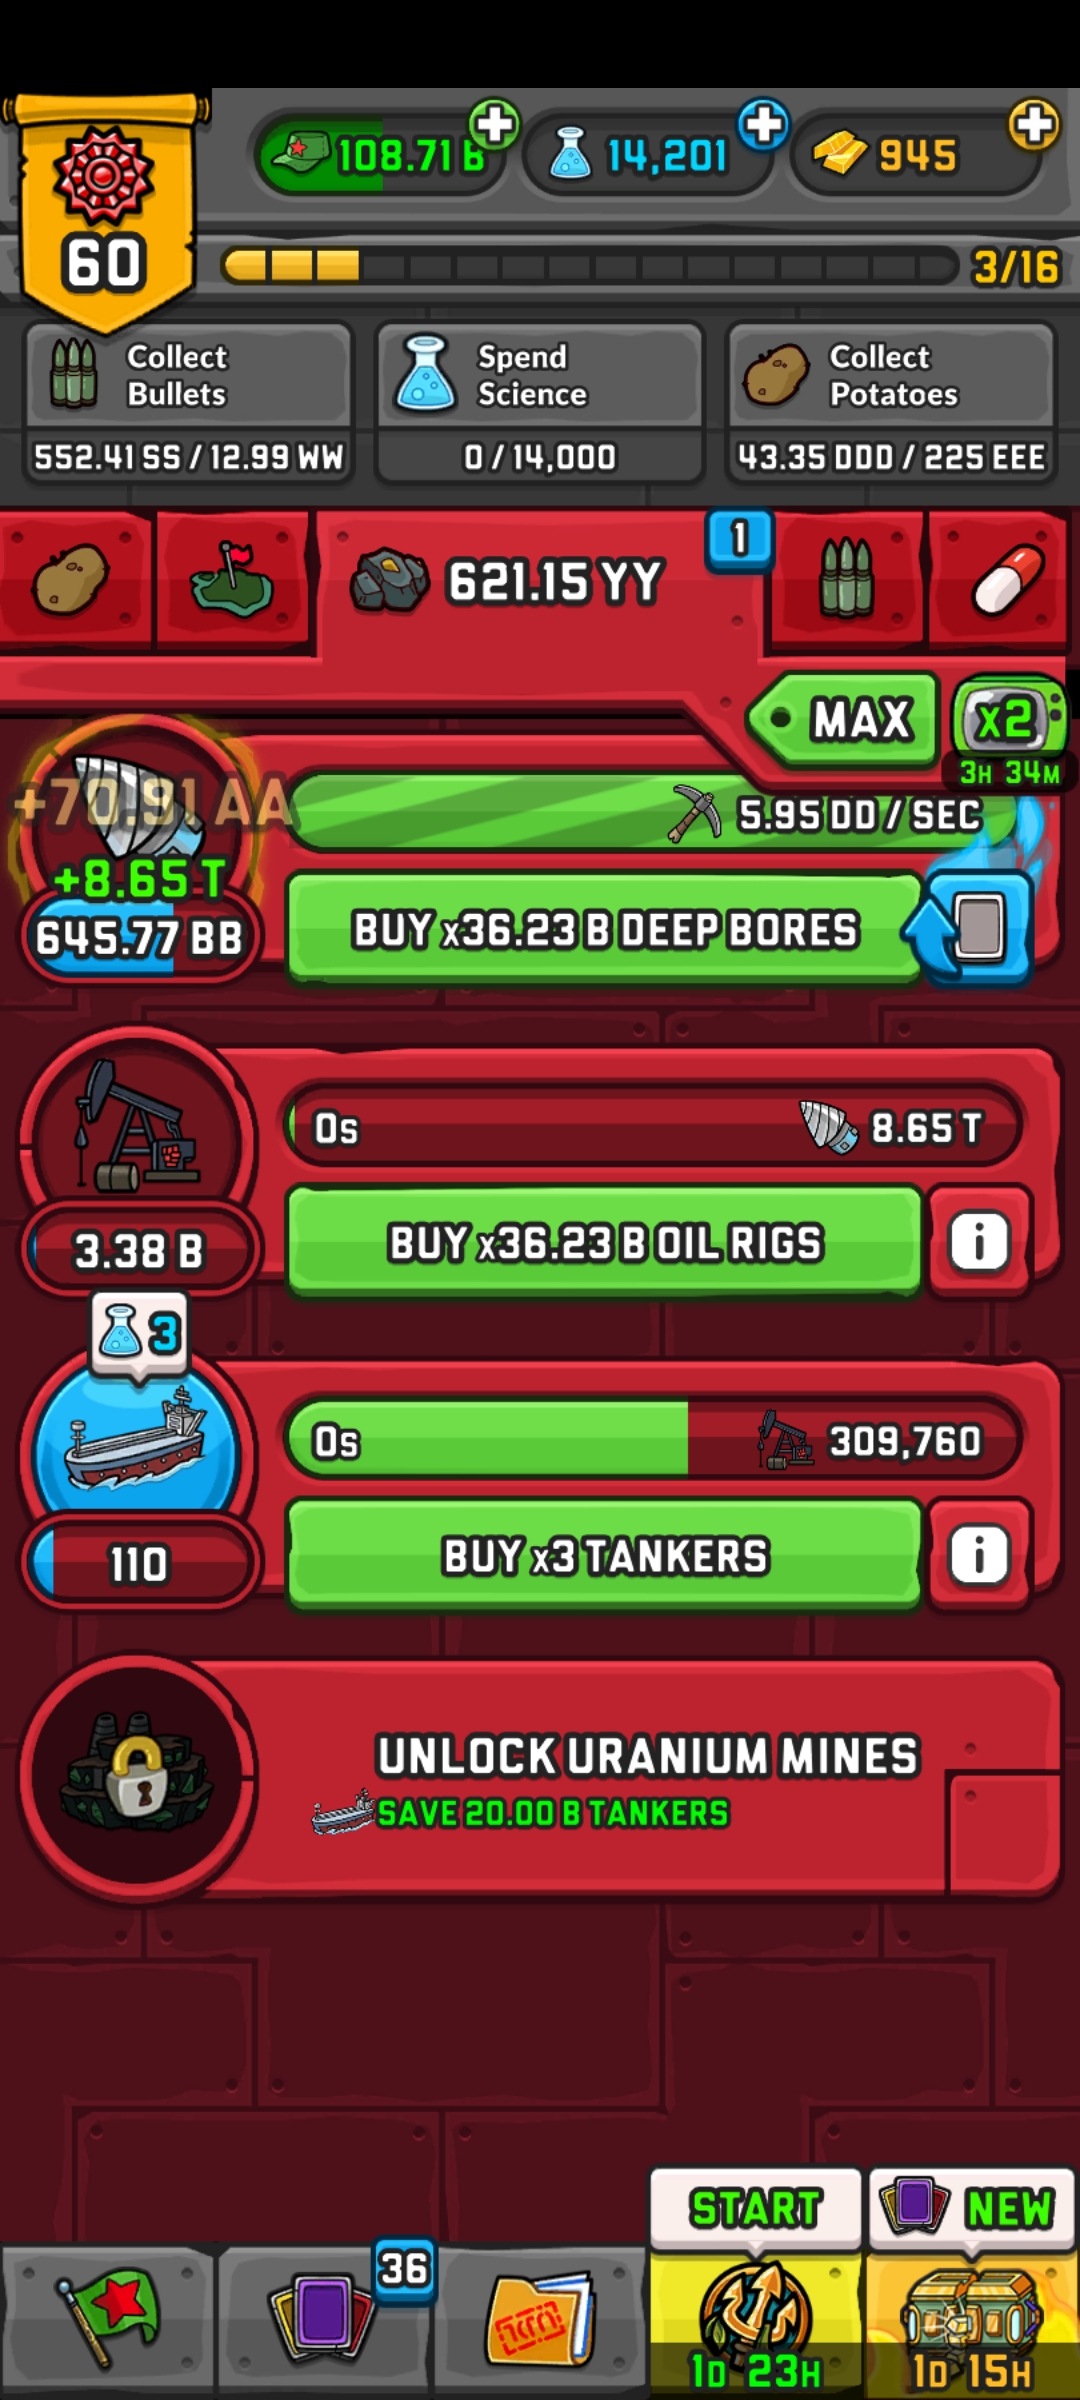 60
108.71 B
14,201
945
3/16
Collect
Bullets
552.41 SS / 12.99 WW
Spend
Science
0 / 14,000
Collect
Potatoes
43.35 DDD / 225 EEE
621.15 YY
1
MAX
x2
3H 34M
+70.91 AA
+8.65 T
645.77 BB
5.95 DD / SEC
BUY x36.23 B DEEP BORES
0s
8.65 T
3.38 B
BUY x36.23 B OIL RIGS
i
3
0s
309,760
110
BUY x3 TANKERS
i
UNLOCK URANIUM MINES
SAVE 20.00 B TANKERS
36
START
1D 23H
NEW
1D 15H